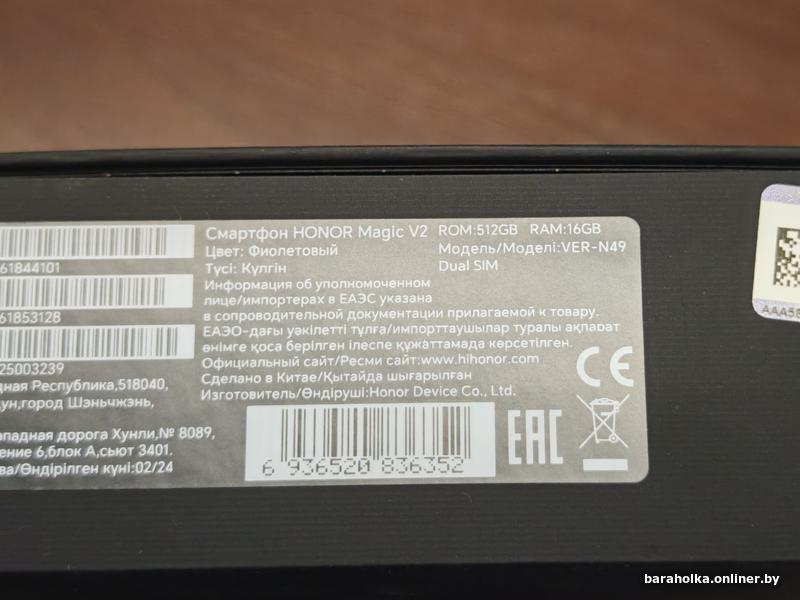 Смартфон HONOR Magic V2 ROM:512GB RAM:16GB
Цвет: Фиолетовый Модель/Моделі:VER-N49
Түсі: Күлгін Dual SIM
61844101
Информация об уполномоченном
лице/импортерах в ЕАЭС указана
в сопроводительной документации прилагаемой к товару.
61853128
ЕАЭО-дағы уәкілетті тұлға/импорттаушылар туралы ақпарат
өнімге қоса берілген ілеспе құжаттамада көрсетілген.
Официальный сайт/Ресми сайт:www.hihonor.com
25003239
Сделано в Китае/Қытайда шығарылған
Изготовитель/Өндіруші:Honor Device Co., Ltd.
CE
дная Республика,518040,
дун,город Шэньчжэнь,
ападная дорога Хунли,№ 8089,
ение 6,блок А,сьют 3401.
ва/Өндірілген күні:02/24
6 936520 836352
EAC
AAA58
baraholka.onliner.by